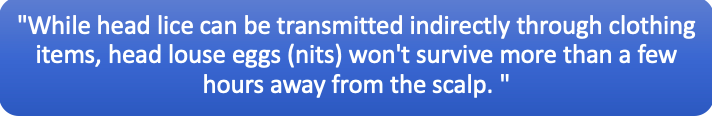 "While head lice can be transmitted indirectly through clothing
items, head louse eggs (nits) won't survive more than a few
hours away from the scalp. "